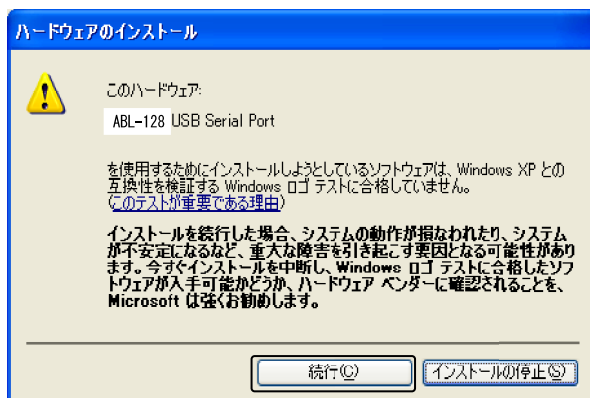 ハードウェアのインストール
このハードウェア:
ABL-128 USB Serial Port
を使用するためにインストールしようとしているソフトウェアは、Windows XP との
互換性を検証する Windows ロゴ テストに合格していません。
(このテストが重要である理由)
インストールを続行した場合、システムの動作が損なわれたり、システム
が不安定になるなど、重大な障害を引き起こす要因となる可能性があり
ます。今すぐインストールを中断し、Windows ロゴ テストに合格したソフ
トウェアが入手可能かどうか、ハードウェア ベンダーに確認されることを、
Microsoft は強くお勧めします。
続行(C)
インストールの停止(S)